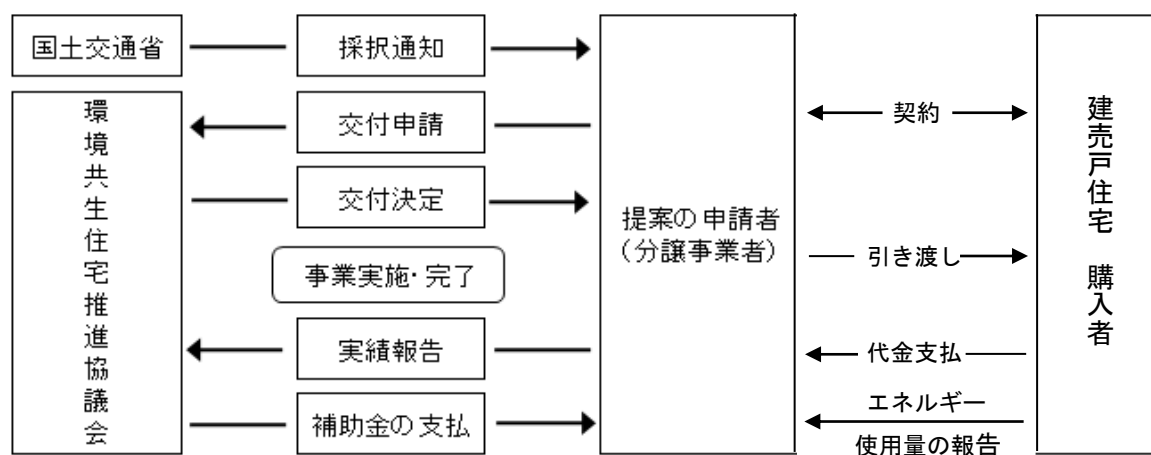 国土交通省
採択通知
環境共生住宅推進協議会
交付申請
交付決定
事業実施・完了
実績報告
補助金の支払
提案の申請者
(分譲事業者)
契約
引き渡し
代金支払
エネルギー
使用量の報告
建売戸住宅 購入者